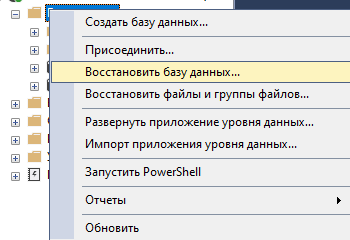 Создать базу данных...
Присоединить...
Восстановить базу данных...
Восстановить файлы и группы файлов...
Развернуть приложение уровня данных...
Импорт приложения уровня данных...
Запустить PowerShell
Отчеты
Обновить